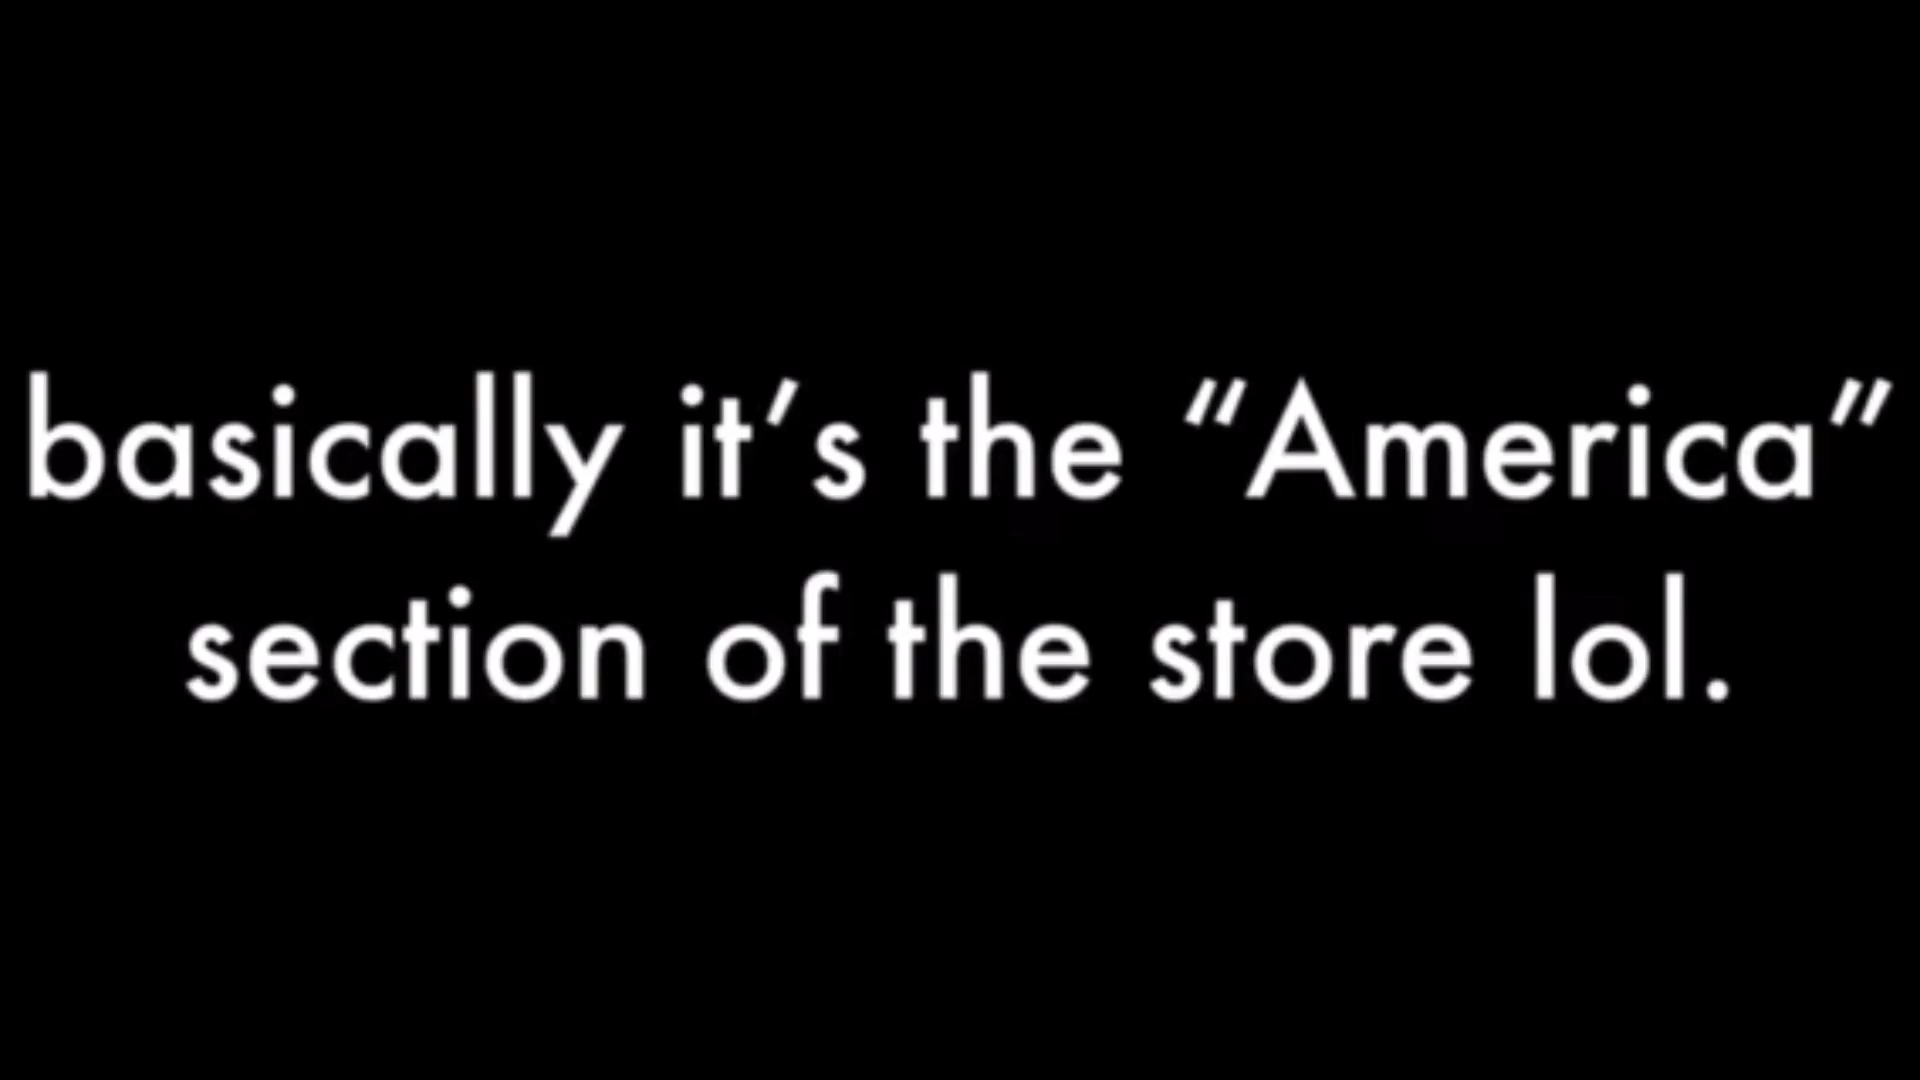 basically it’s the “America”
section of the store lol.